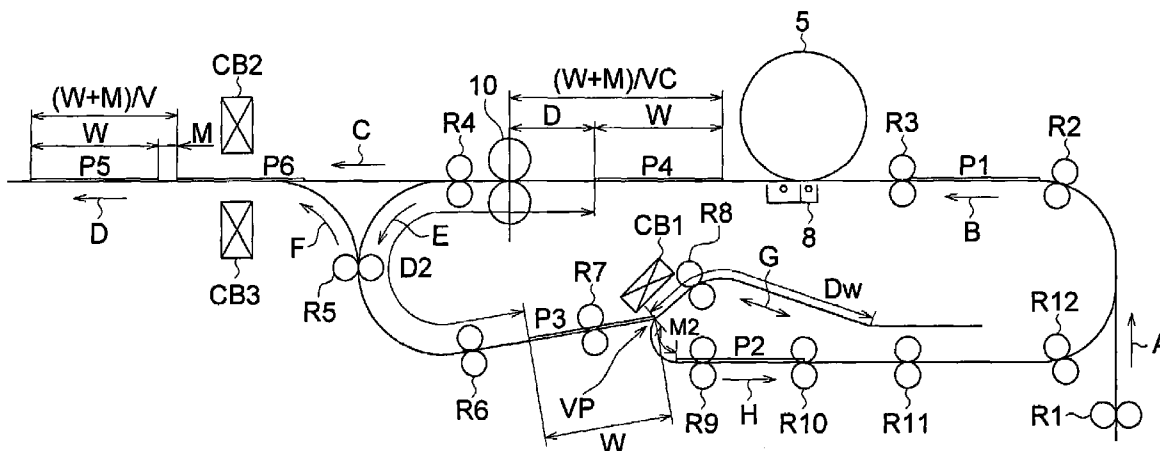 5
CB2
(W+M)/V
(W+M)/VC
10
W
M
D
W
C
R4
R3
R2
P5
P6
P4
P1
D
F
E
B
8
CB1
R8
CB3
R5
D2
R7
G
Dw
R12
A
P3
M2
P2
R6
VP
R9
H
R10
R11
R1
W